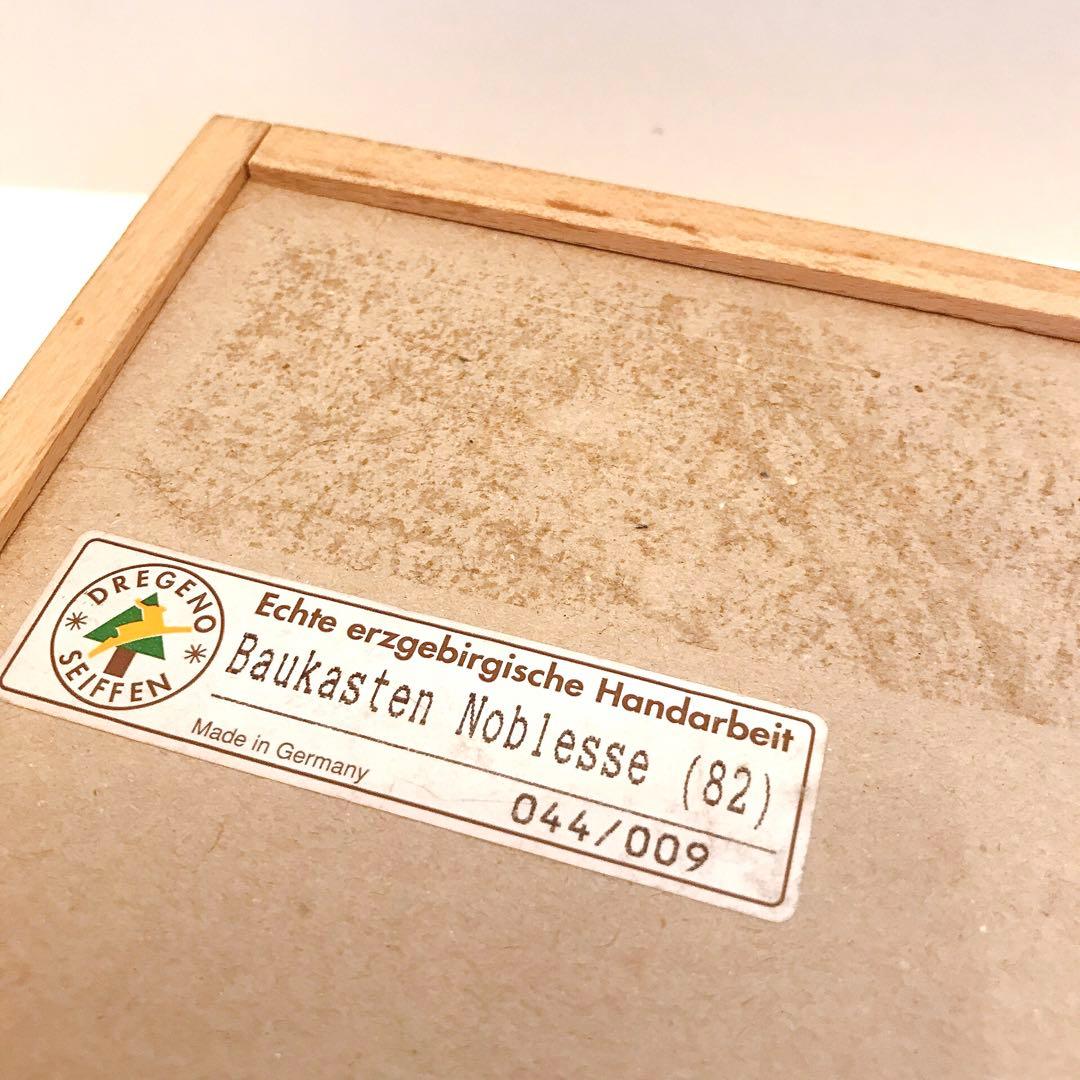 DREGENO
SEIFFEN
Echte erzgebirgische Handarbeit
Baukasten Noblesse (82)
Made in Germany
044/009